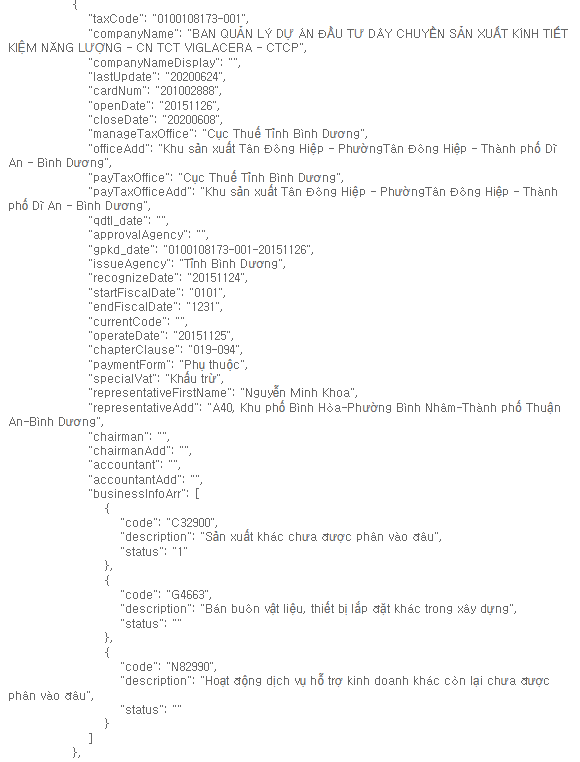 {
"taxCode": "0100108173-001",
"companyName": "BAN QUẢN LÝ DỰ ÁN ĐẦU TƯ DÂY CHUYỀN SẢN XUẤT KÍNH TIẾT
KIỆM NĂNG LƯỢNG - CN TCT VIGLACERA - CTCP",
"companyNameDisplay": "",
"lastUpdate": "20200624",
"cardNum": "201002888",
"openDate": "20151126",
"closeDate": "20200608",
"manageTaxOffice": "Cục Thuế Tỉnh Bình Dương",
"officeAdd": "Khu sản xuất Tân Đông Hiệp - PhườngTân Đông Hiệp - Thành phố Dĩ
An - Bình Dương",
"payTaxOffice": "Cục Thuế Tỉnh Bình Dương",
"payTaxOfficeAdd": "Khu sản xuất Tân Đông Hiệp - PhườngTân Đông Hiệp - Thành
phố Dĩ An - Bình Dương",
"qdtl_date": "",
"approvalAgency": "",
"gpkd_date": "0100108173-001-20151126",
"issueAgency": "Tỉnh Bình Dương",
"recognizeDate": "20151124",
"startFiscalDate": "0101",
"endFiscalDate": "1231",
"currentCode": "",
"operateDate": "20151125",
"chapterClause": "019-094",
"paymentForm": "Phụ thuộc",
"specialVat": "Khấu trừ",
"representativeFirstName": "Nguyễn Minh Khoa",
"representativeAdd": "A40, Khu phố Bình Hòa-Phường Bình Nhâm-Thành phố Thuận
An-Bình Dương",
"chairman": "",
"chairmanAdd": "",
"accountant": "",
"accountantAdd": "",
"businessInfoArr": [
{
"code": "C32900",
"description": "Sản xuất khác chưa được phân vào đâu",
"status": "1"
},
{
"code": "G4663",
"description": "Bán buôn vật liệu, thiết bị lắp đặt khác trong xây dựng",
"status": ""
},
{
"code": "N82990",
"description": "Hoạt động dịch vụ hỗ trợ kinh doanh khác còn lại chưa được
phân vào đâu",
"status": ""
}
]
},